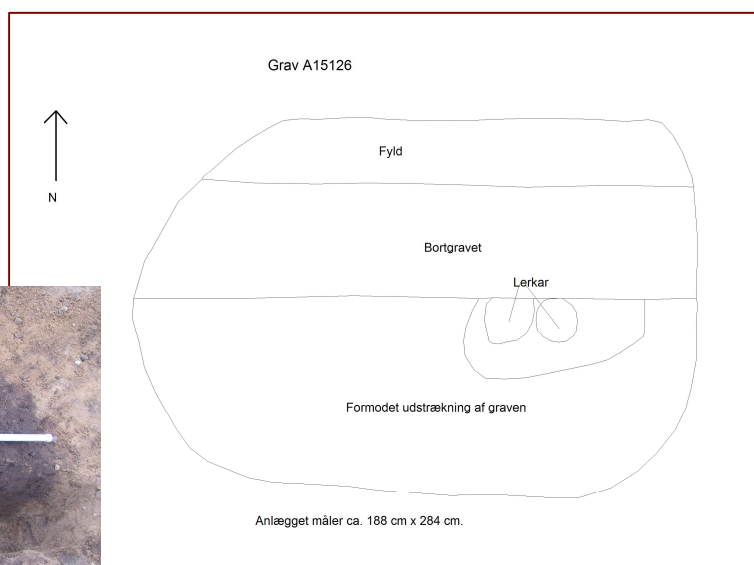 Grav A15126
N
Fyld
Bortgravet
Lerkar
Formodet udstrækning af graven
Anlægget måler ca. 188 cm x 284 cm.